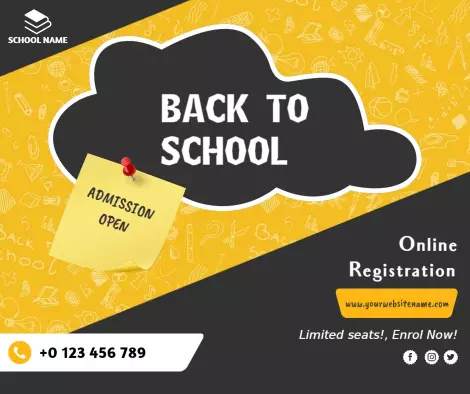 SCHOOL NAME
BACK TO
SCHOOL
ADMISSION
OPEN
Online
Registration
www.yourwebsitename.com
Limited seats!, Enrol Now!
+0 123 456 789